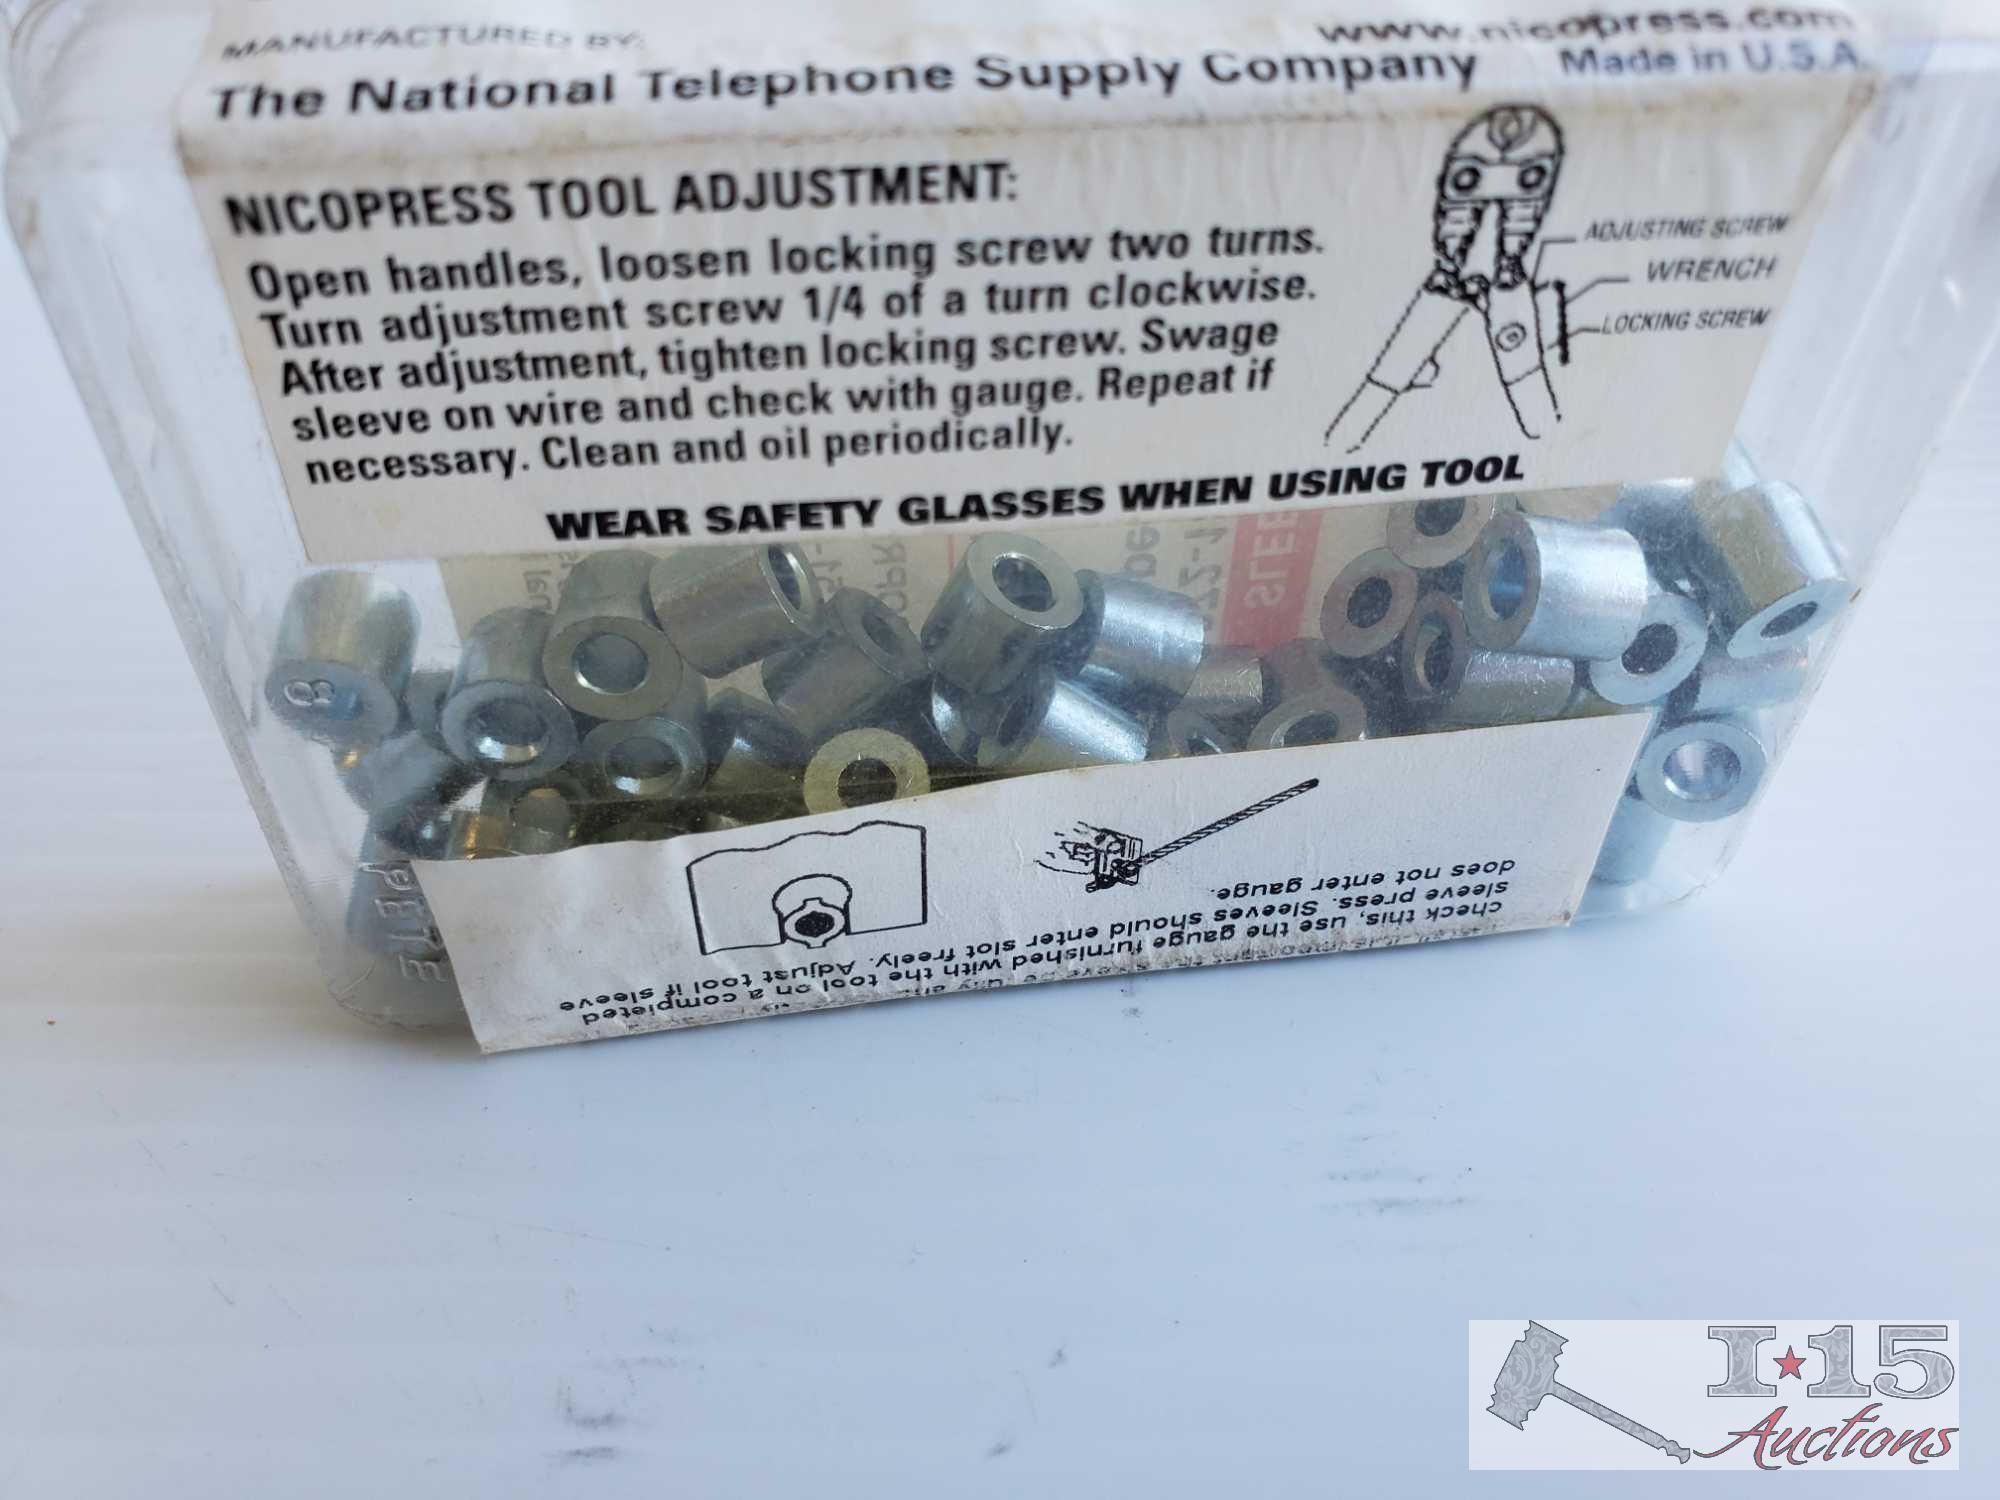 MANUFACTURED BY:
www.nicopress.com
The National Telephone Supply Company
Made in U.S.A.
NICOPRESS TOOL ADJUSTMENT:
Open handles, loosen locking screw two turns.
Turn adjustment screw 1/4 of a turn clockwise.
After adjustment, tighten locking screw. Swage
sleeve on wire and check with gauge. Repeat if
necessary. Clean and oil periodically.
ADJUSTING SCREW
WRENCH
LOCKING SCREW
WEAR SAFETY GLASSES WHEN USING TOOL
SLEE
8
PETE
check this, use the gauge furnished with the tool on a completed
sleeve press. Sleeves should enter slot freely. Adjust tool if sleeve
does not enter gauge.
I★15
Auctions